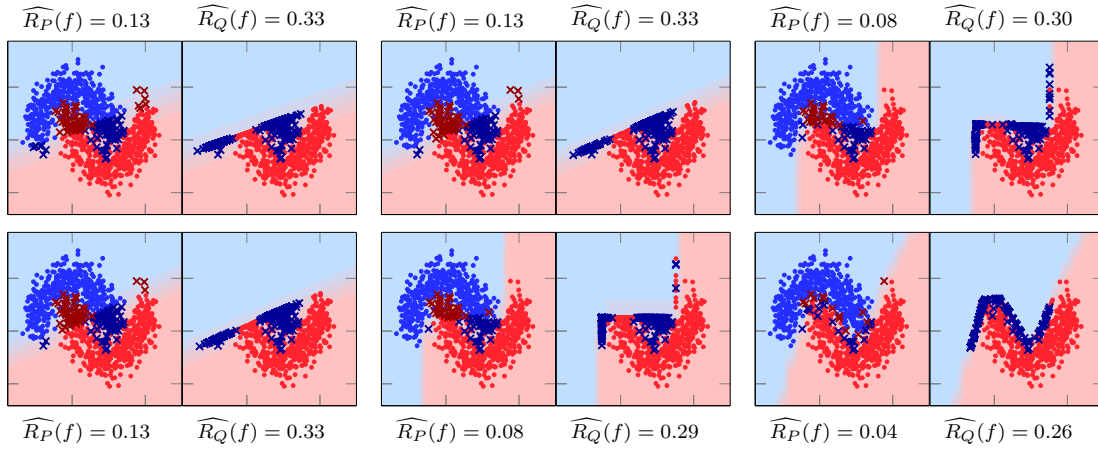 $\widehat{R_P}(f) = 0.13$ $\widehat{R_Q}(f) = 0.33$ $\widehat{R_P}(f) = 0.13$ $\widehat{R_Q}(f) = 0.33$ $\widehat{R_P}(f) = 0.08$ $\widehat{R_Q}(f) = 0.30$
$\widehat{R_P}(f) = 0.13$ $\widehat{R_Q}(f) = 0.33$ $\widehat{R_P}(f) = 0.08$ $\widehat{R_Q}(f) = 0.29$ $\widehat{R_P}(f) = 0.04$ $\widehat{R_Q}(f) = 0.26$